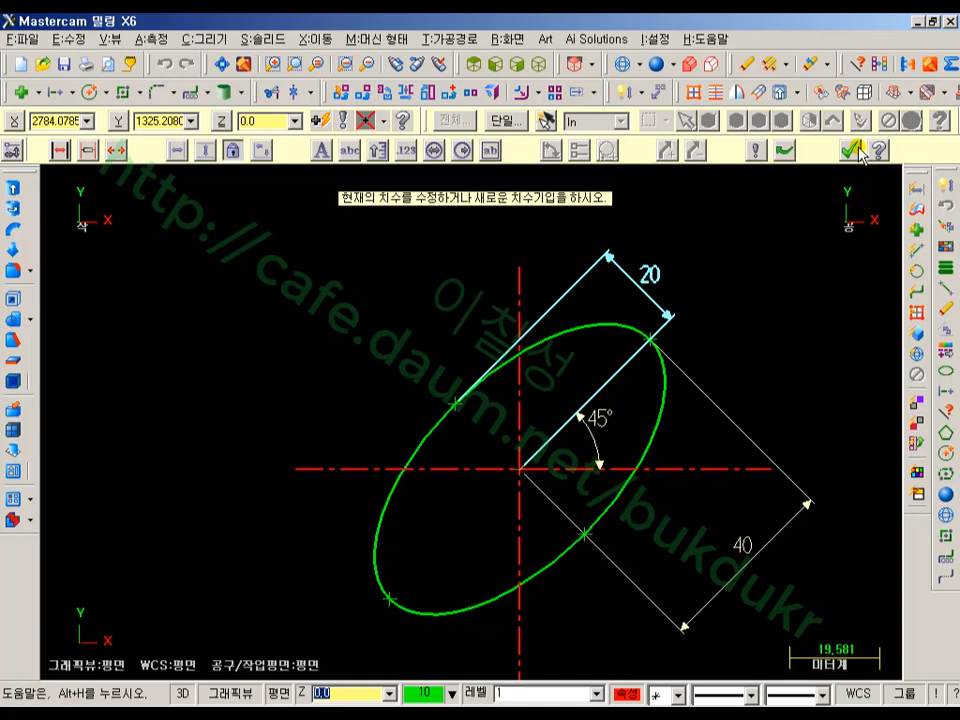 Mastercam 밀링 X6
F:파일 E:수정 V:뷰 A:측정 C:그리기 S:솔리드 X:이동 M:머신 형태 T:가공경로 R:화면 Art Ai Solutions I:설정 H:도움말
X 2784.0785 Y 1325.2080 Z 0.0 전체... 단일... In
A abc .123 ab
현재의 치수를 수정하거나 새로운 치수기입을 하시오.
Y Y
X X
작 공
http://cafe.daum.net/bukdukr
이칠성
20
45°
40
Y
X
19,581
미터계
그래픽뷰:평면 WCS:평면 공구/작업평면:평면
도움말은, Alt+H를 누르시오. 3D 그래픽뷰 평면 Z 0.0 10 레벨 1 속성 WCS 그룹 ! ?